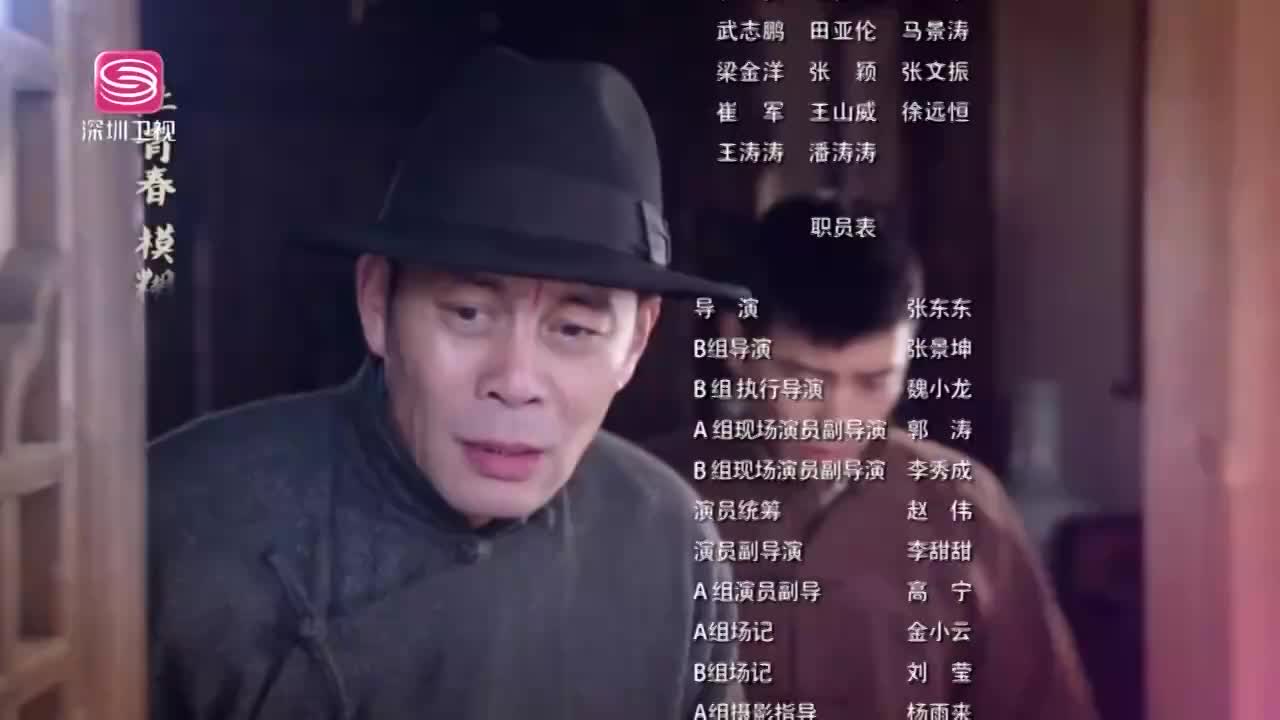 武志鹏 田亚伦 马景涛
梁金洋 张 颖 张文振
崔 军 王山威 徐远恒
王涛涛 潘涛涛
职员表
导 演 张东东
B组导演 张景坤
B组执行导演 魏小龙
A组现场演员副导演 郭 涛
B组现场演员副导演 李秀成
演员统筹 赵 伟
演员副导演 李甜甜
A组演员副导 高 宁
A组场记 金小云
B组场记 刘 莹
A组摄影指导 杨雨来
深圳卫视
青春 模糊